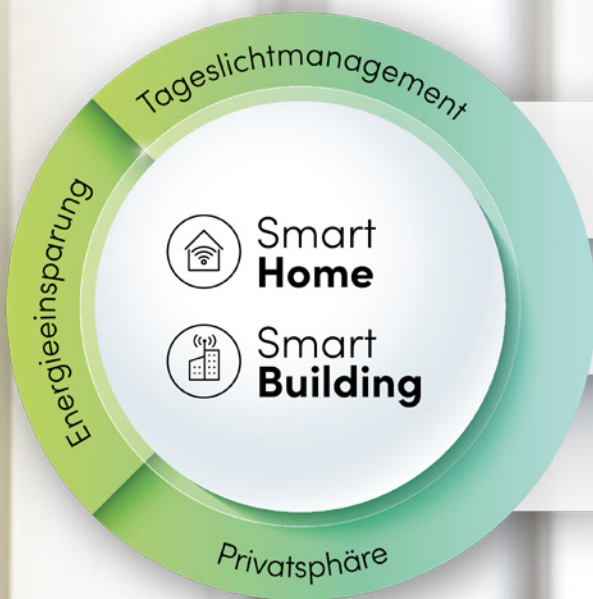 Tageslichtmanagement
Energieeinsparung
Smart
Home
Smart
Building
Privatsphäre